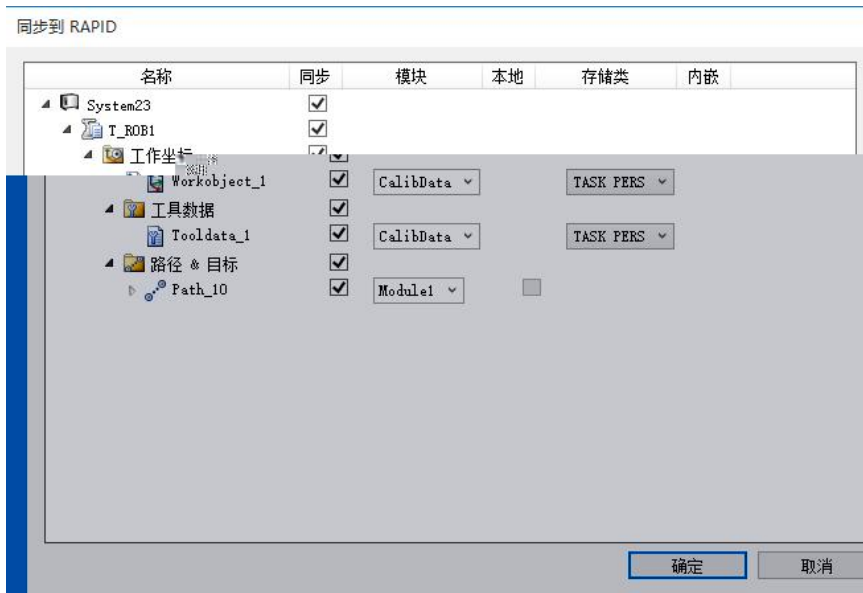 同步到 RAPID
名称 同步 模块 本地 存储类 内嵌
System23
T_ROB1
工作坐标
Workobject_1 CalibData TASK PERS
工具数据
Tooldata_1 CalibData TASK PERS
路径 & 目标
Path_10 Module1
确定 取消